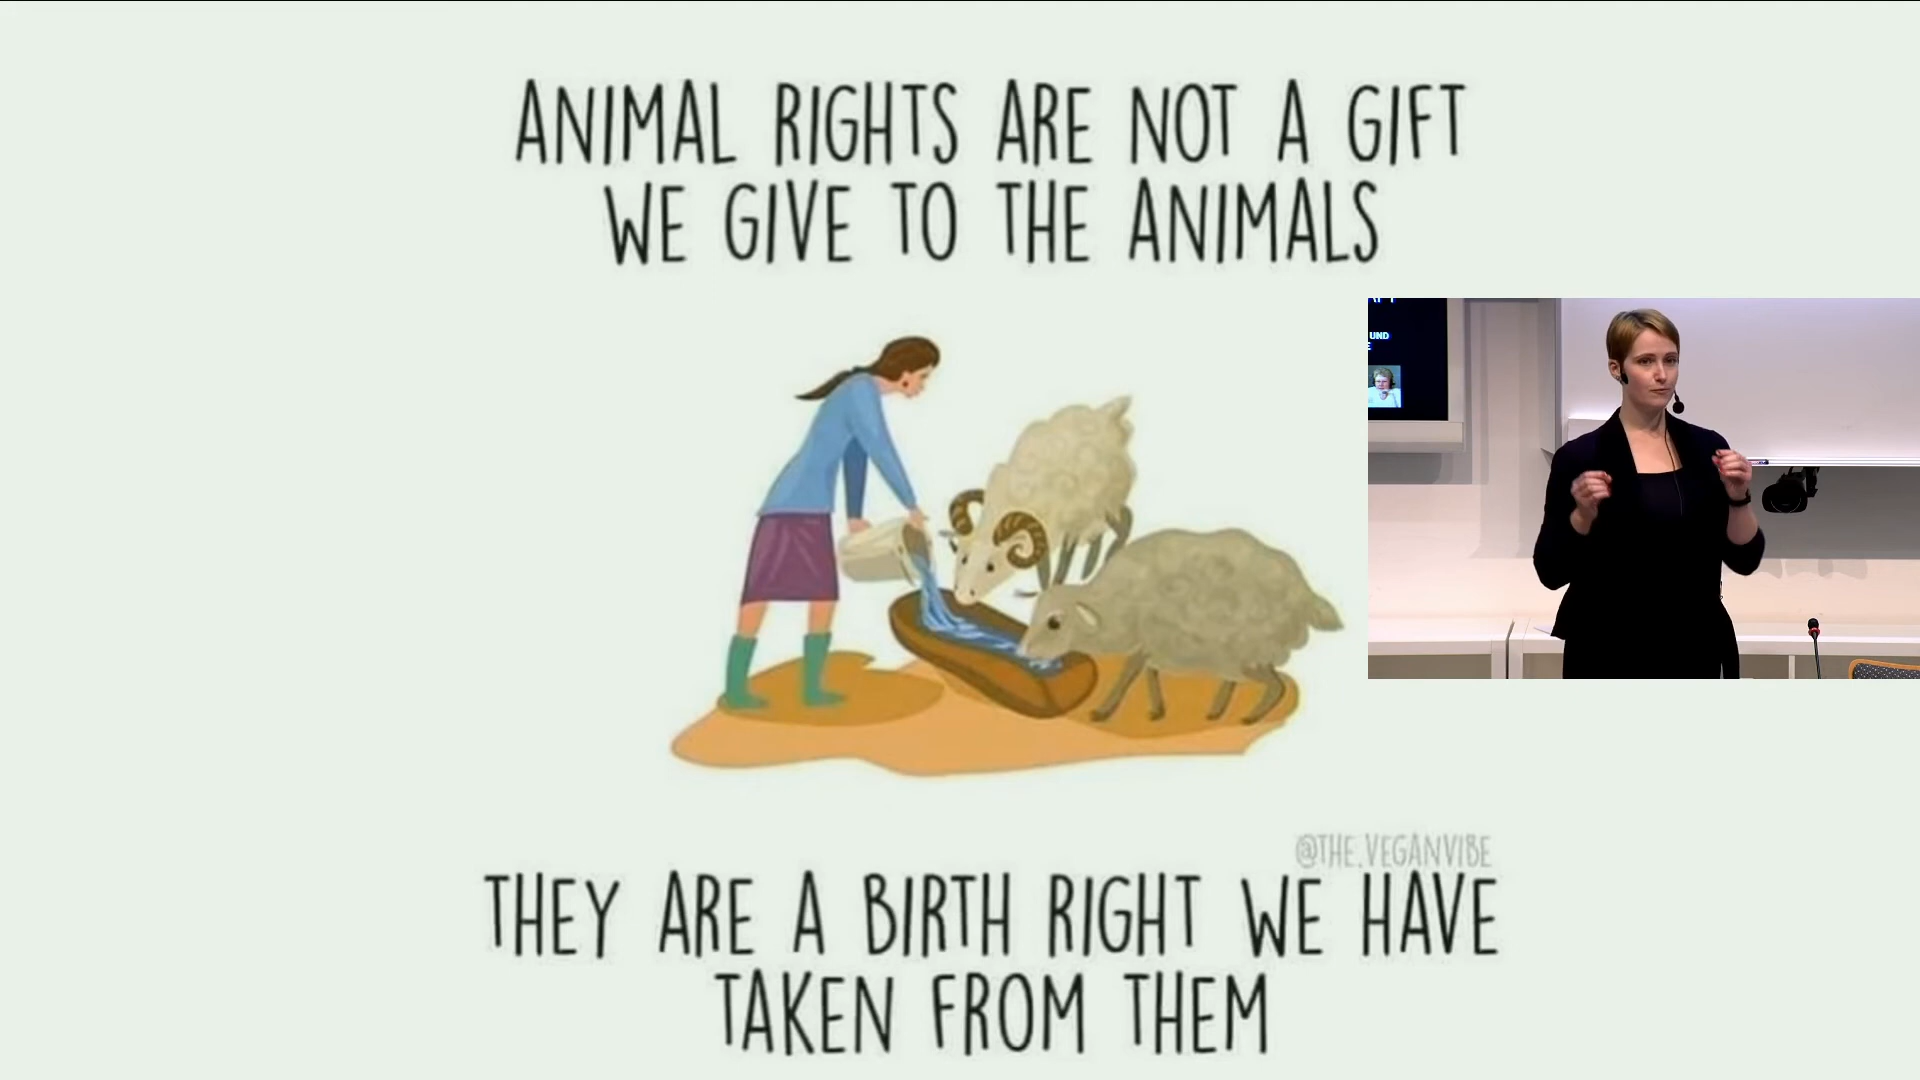 ANIMAL RIGHTS ARE NOT A GIFT
WE GIVE TO THE ANIMALS
UND
@THE.VEGANVIBE
THEY ARE A BIRTH RIGHT WE HAVE
TAKEN FROM THEM